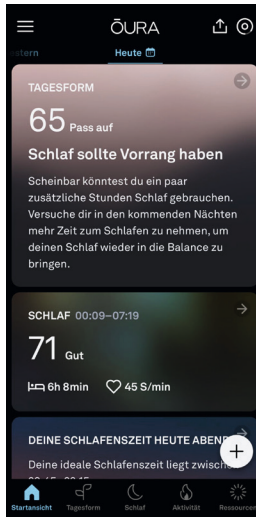 ŌURA
estern
Heute
TAGESFORM
65 Pass auf
Schlaf sollte Vorrang haben
Scheinbar könntest du ein paar
zusätzliche Stunden Schlaf gebrauchen.
Versuche dir in den kommenden Nächten
mehr Zeit zum Schlafen zu nehmen, um
deinen Schlaf wieder in die Balance zu
bringen.
SCHLAF 00:09–07:19
71 Gut
6h 8min 45 S/min
DEINE SCHLAFENSZEIT HEUTE ABEND
Deine ideale Schlafenszeit liegt zwischen
Startansicht Tagesform Schlaf Aktivität Ressourcen